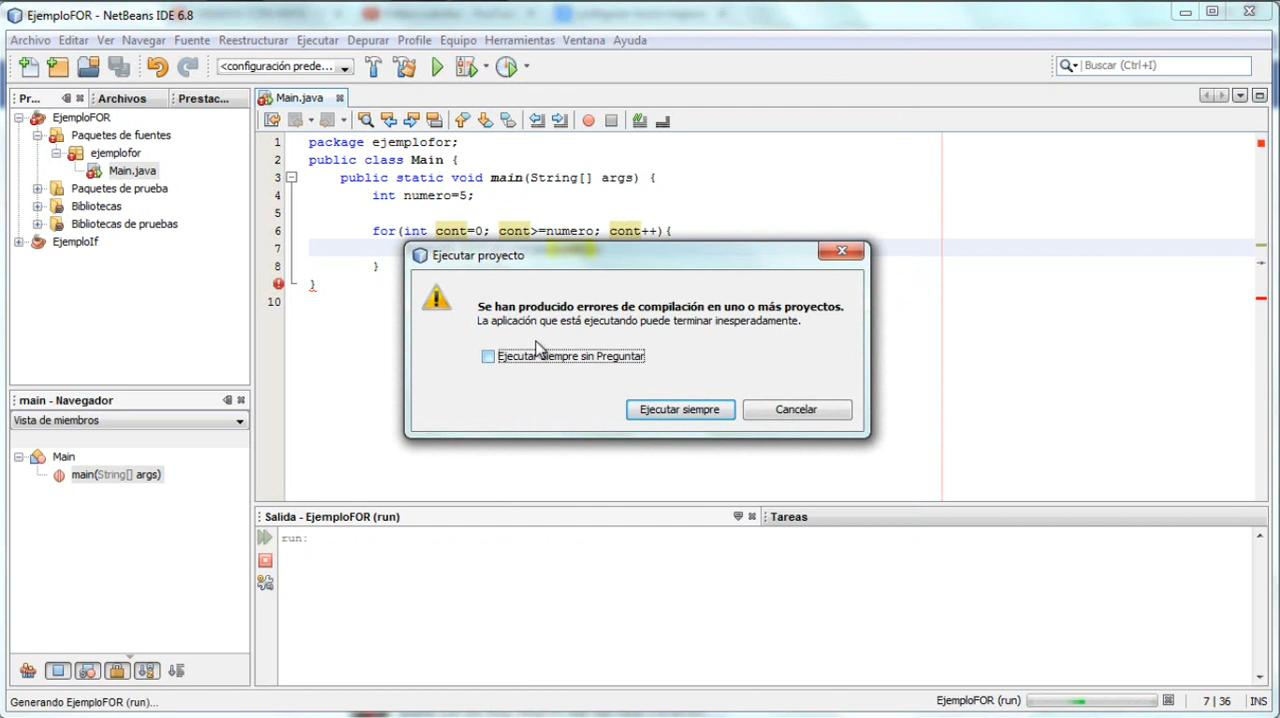 EjemploFOR - NetBeans IDE 6.8
Archivo Editar Ver Navegar Fuente Reestructurar Ejecutar Depurar Profile Equipo Herramientas Ventana Ayuda
<configuración prede...
Buscar (Ctrl+I)
Pr... Archivos Prestac...
Main.java
EjemploFOR
Paquetes de fuentes
ejemplofor
Main.java
Paquetes de prueba
Bibliotecas
Bibliotecas de pruebas
EjemploIf
1 package ejemplofor;
2 public class Main {
3 public static void main(String[] args) {
4 int numero=5;
5
6 for(int cont=0; cont>=numero; cont++){
7
8 }
}
10
Ejecutar proyecto
Se han producido errores de compilación en uno o más proyectos.
La aplicación que está ejecutando puede terminar inesperadamente.
Ejecutar siempre sin Preguntar
Ejecutar siempre Cancelar
main - Navegador
Vista de miembros
Main
main(String[] args)
Salida - EjemploFOR (run) Tareas
run:
Generando EjemploFOR (run)...
EjemploFOR (run) 7 | 36 INS